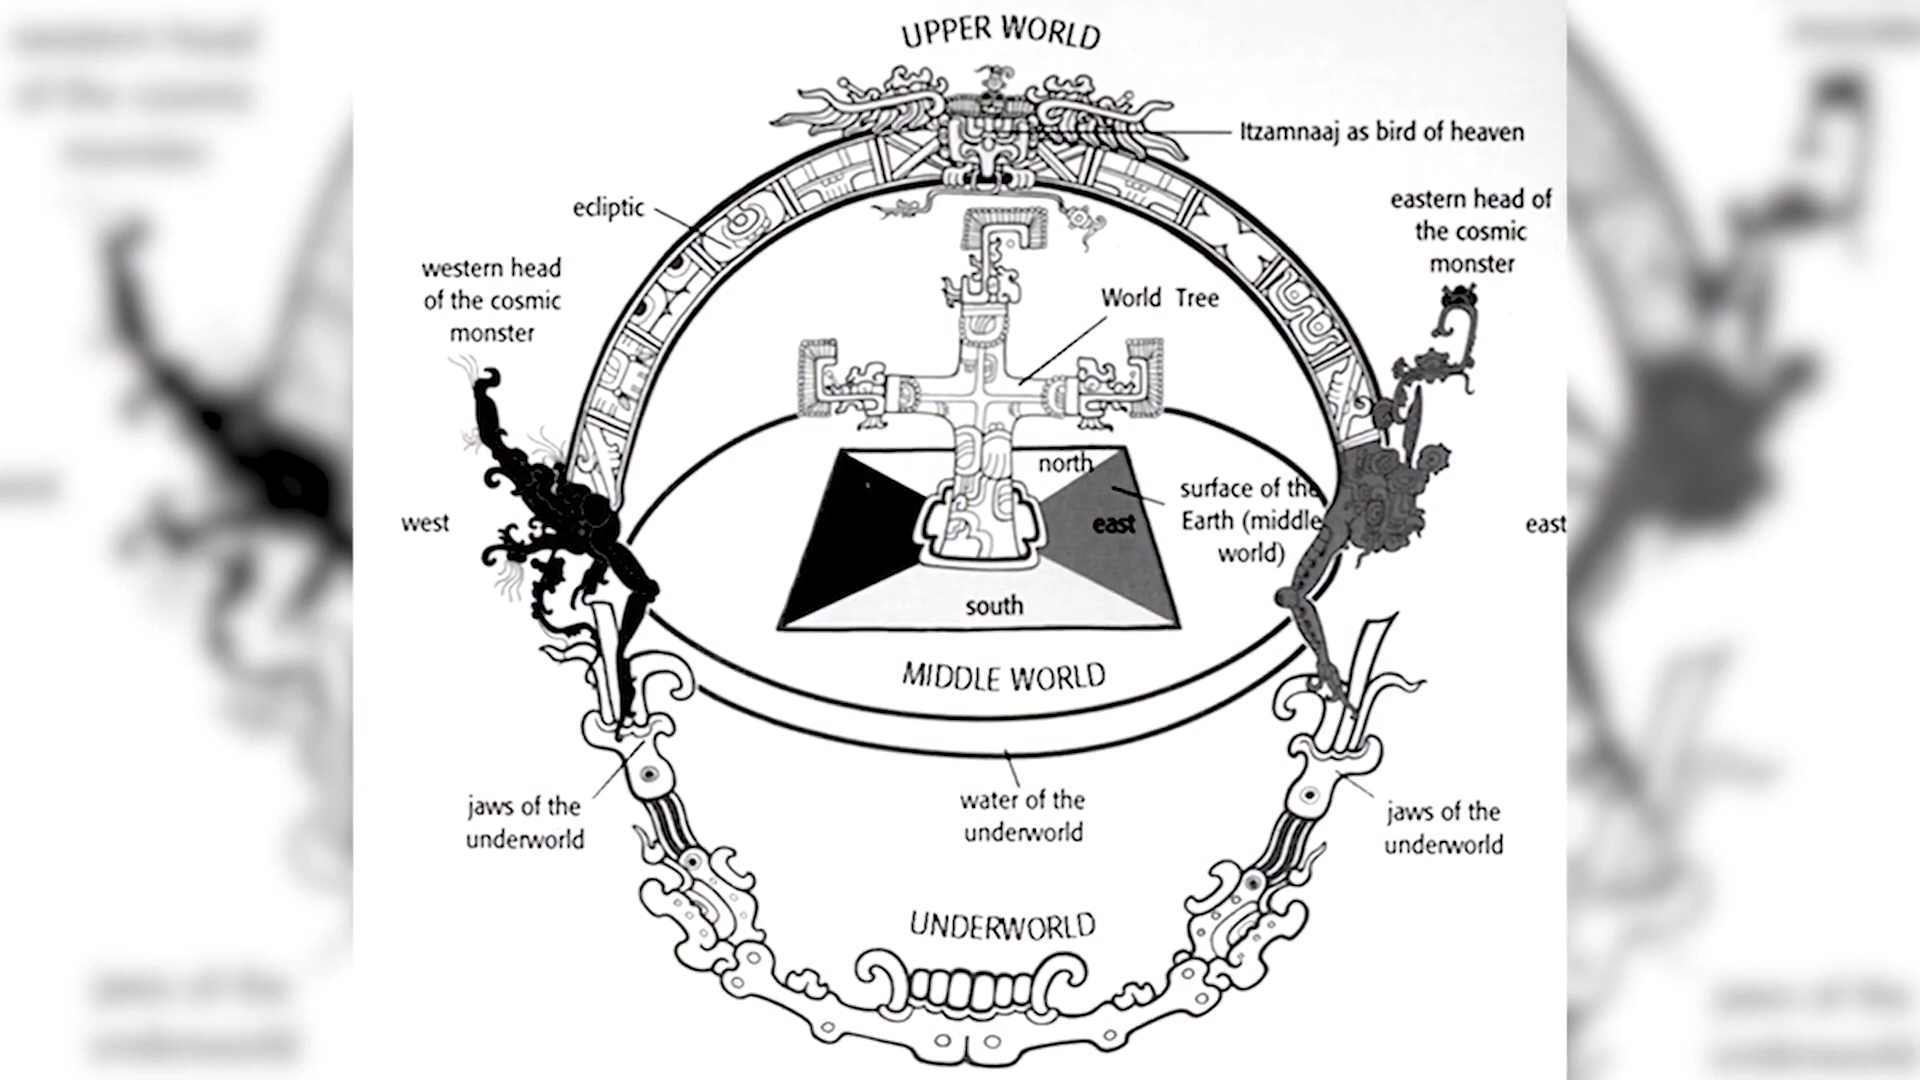 UPPER WORLD
Itzamnaaj as bird of heaven
ecliptic
eastern head of
the cosmic
monster
western head
of the cosmic
monster
World Tree
north
surface of the
Earth (middle
world)
west
east
east
south
MIDDLE WORLD
jaws of the
underworld
water of the
underworld
jaws of the
underworld
UNDERWORLD